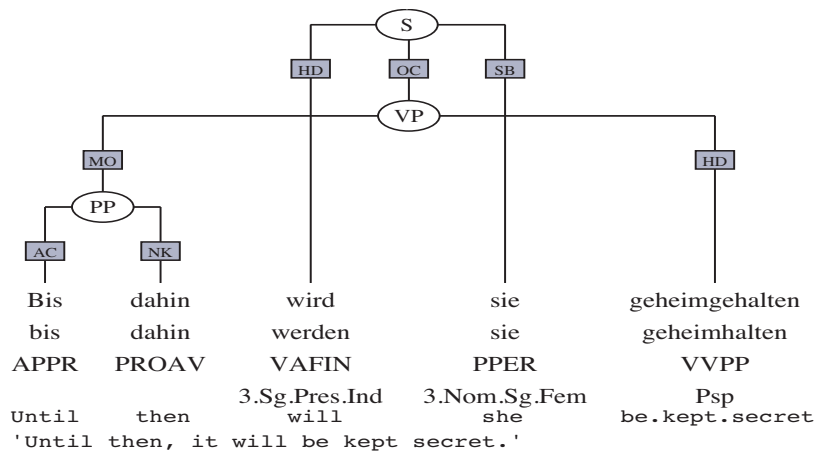 S
HD OC SB
VP
MO HD
PP
AC NK
Bis dahin wird sie geheimgehalten
bis dahin werden sie geheimhalten
APPR PROAV VAFIN PPER VVPP
3.Sg.Pres.Ind 3.Nom.Sg.Fem Psp
Until then will she be.kept.secret
'Until then, it will be kept secret.'